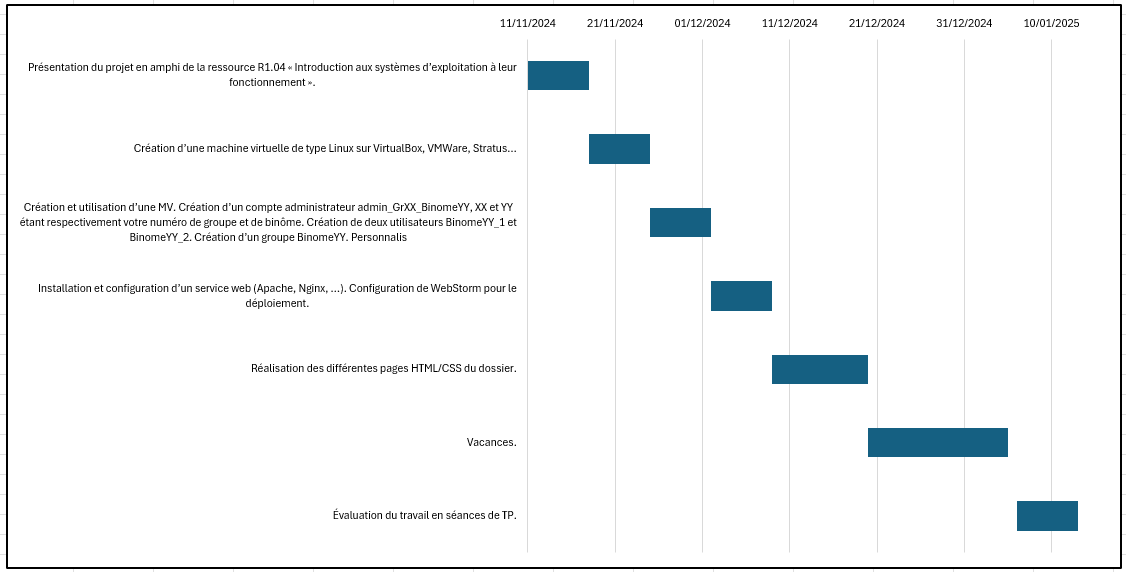 11/11/2024 21/11/2024 01/12/2024 11/12/2024 21/12/2024 31/12/2024 10/01/2025
Présentation du projet en amphi de la ressource R1.04 « Introduction aux systèmes d’exploitation à leur
fonctionnement ».
Création d’une machine virtuelle de type Linux sur VirtualBox, VMWare, Stratus...
Création et utilisation d’une MV. Création d’un compte administrateur admin_GrXX_BinomeYY, XX et YY
étant respectivement votre numéro de groupe et de binôme. Création de deux utilisateurs BinomeYY_1 et
BinomeYY_2. Création d’un groupe BinomeYY. Personnalis
Installation et configuration d’un service web (Apache, Nginx, ...). Configuration de WebStorm pour le
déploiement.
Réalisation des différentes pages HTML/CSS du dossier.
Vacances.
Évaluation du travail en séances de TP.